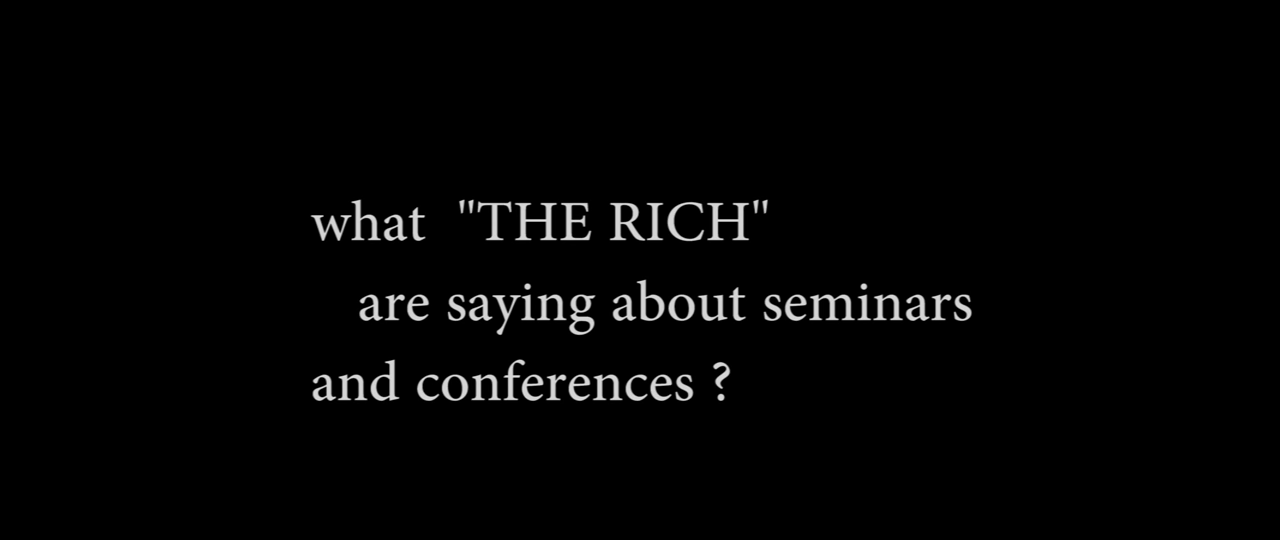 what "THE RICH"
are saying about seminars
and conferences ?